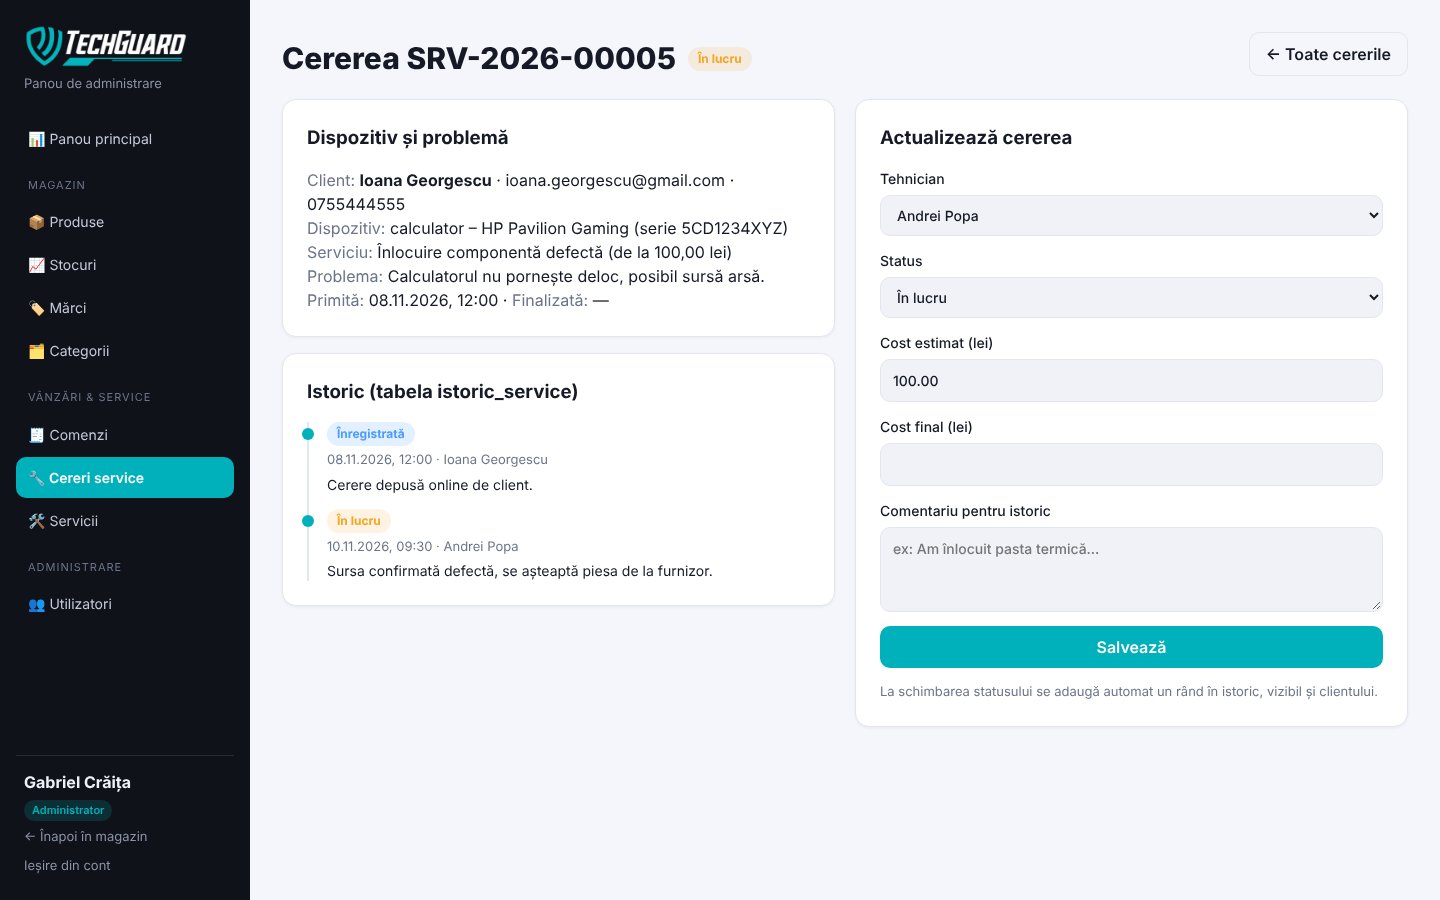 TECHGUARD
Panou de administrare
Panou principal
MAGAZIN
Produse
Stocuri
Mărci
Categorii
VÂNZĂRI & SERVICE
Comenzi
Cereri service
Servicii
ADMINISTRARE
Utilizatori
Gabriel Crăița
Administrator
← Înapoi în magazin
Ieșire din cont
Cererea SRV-2026-00005 În lucru
← Toate cererile
Dispozitiv și problemă
Client: Ioana Georgescu · ioana.georgescu@gmail.com ·
0755444555
Dispozitiv: calculator – HP Pavilion Gaming (serie 5CD1234XYZ)
Serviciu: Înlocuire componentă defectă (de la 100,00 lei)
Problema: Calculatorul nu pornește deloc, posibil sursă arsă.
Primită: 08.11.2026, 12:00 · Finalizată: —
Istoric (tabela istoric_service)
Înregistrată
08.11.2026, 12:00 · Ioana Georgescu
Cerere depusă online de client.
În lucru
10.11.2026, 09:30 · Andrei Popa
Sursa confirmată defectă, se așteaptă piesa de la furnizor.
Actualizează cererea
Tehnician
Andrei Popa
Status
În lucru
Cost estimat (lei)
100.00
Cost final (lei)
Comentariu pentru istoric
ex: Am înlocuit pasta termică...
Salvează
La schimbarea statusului se adaugă automat un rând în istoric, vizibil și clientului.